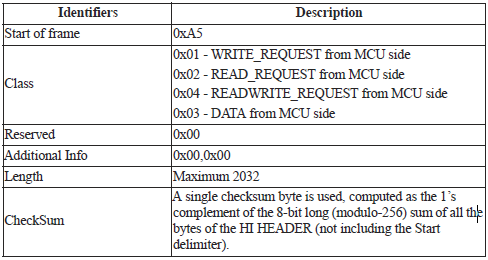 Identifiers Description
Start of frame 0xA5
0x01 - WRITE_REQUEST from MCU side
0x02 - READ_REQUEST from MCU side
Class
0x04 - READWRITE_REQUEST from MCU side
0x03 - DATA from MCU side
Reserved 0x00
Additional Info 0x00,0x00
Length Maximum 2032
A single checksum byte is used, computed as the 1’s
complement of the 8-bit long (modulo-256) sum of all the
CheckSum
bytes of the HI HEADER (not including the Start
delimiter).